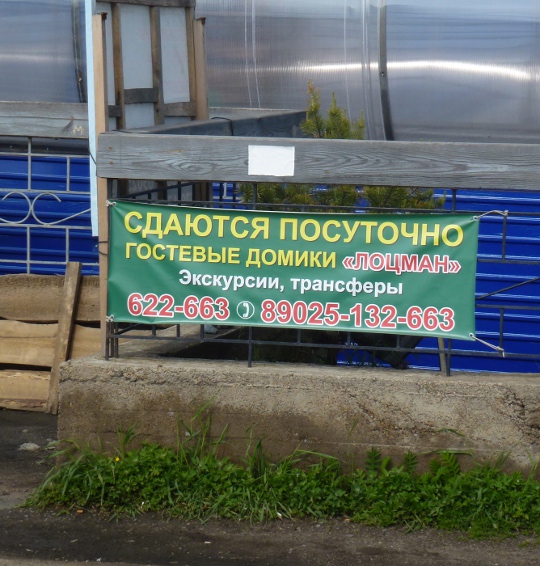 СДАЮТСЯ ПОСУТОЧНО
ГОСТЕВЫЕ ДОМИКИ «ЛОЦМАН»
Экскурсии, трансферы
622-663 89025-132-663